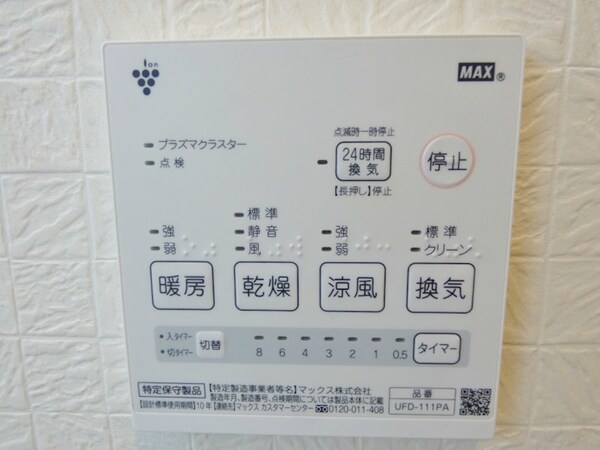 Ion
MAX®
プラズマクラスター
点検
点滅時一時停止
24時間
換気
【長押し】停止
停止
強
弱
標準
静音
風
強
弱
標準
クリーン
暖房
乾燥
涼風
換気
入タイマー
切タイマー
切替
8 6 4 3 2 1 0.5
タイマー
特定保守製品
【特定製造事業者等名】マックス株式会社
製造年月、製造番号、点検期間については製品本体に記載
【設計標準使用期間】10年【連絡先】マックス カスタマーセンター 0120-011-408
品番
UFD-111PA